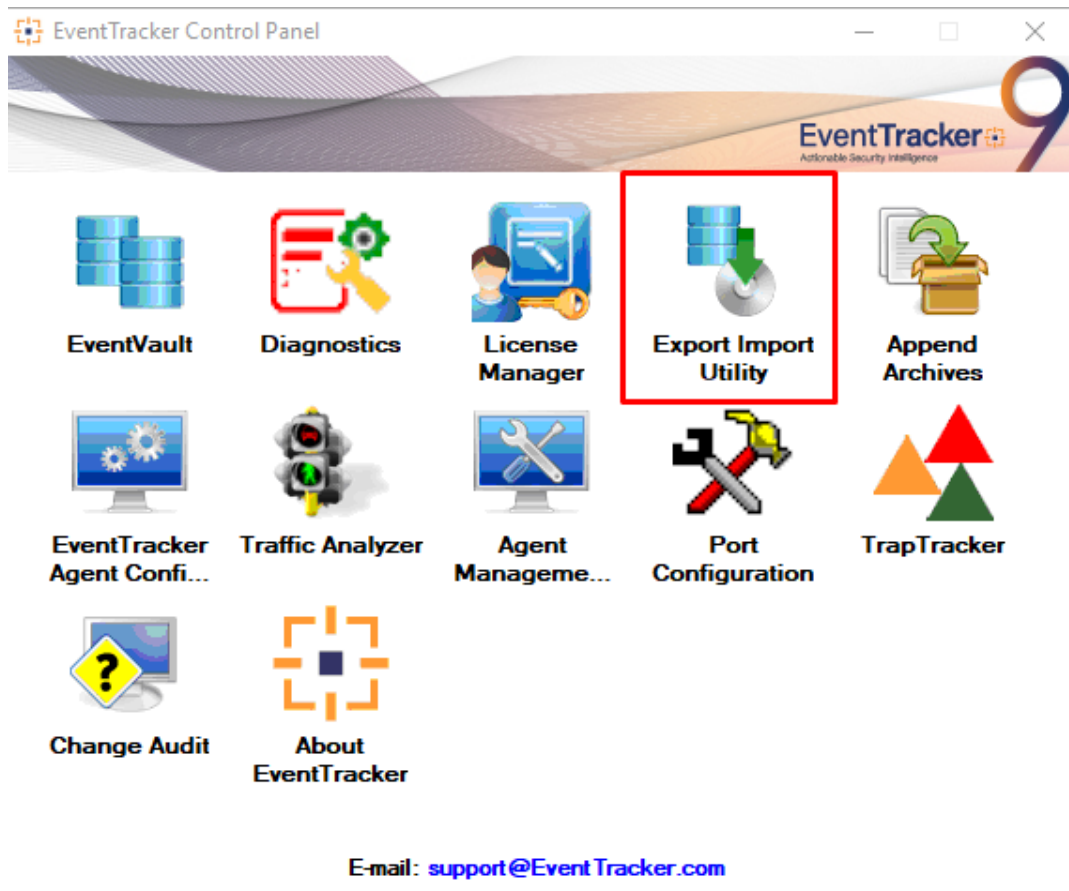 EventTracker Control Panel
EventTracker
Actionable Security Intelligence
9
EventVault
Diagnostics
License
Manager
Export Import
Utility
Append
Archives
EventTracker
Agent Confi...
Traffic Analyzer
Agent
Manageme...
Port
Configuration
TrapTracker
?
Change Audit
About
EventTracker
E-mail: support@EventTracker.com